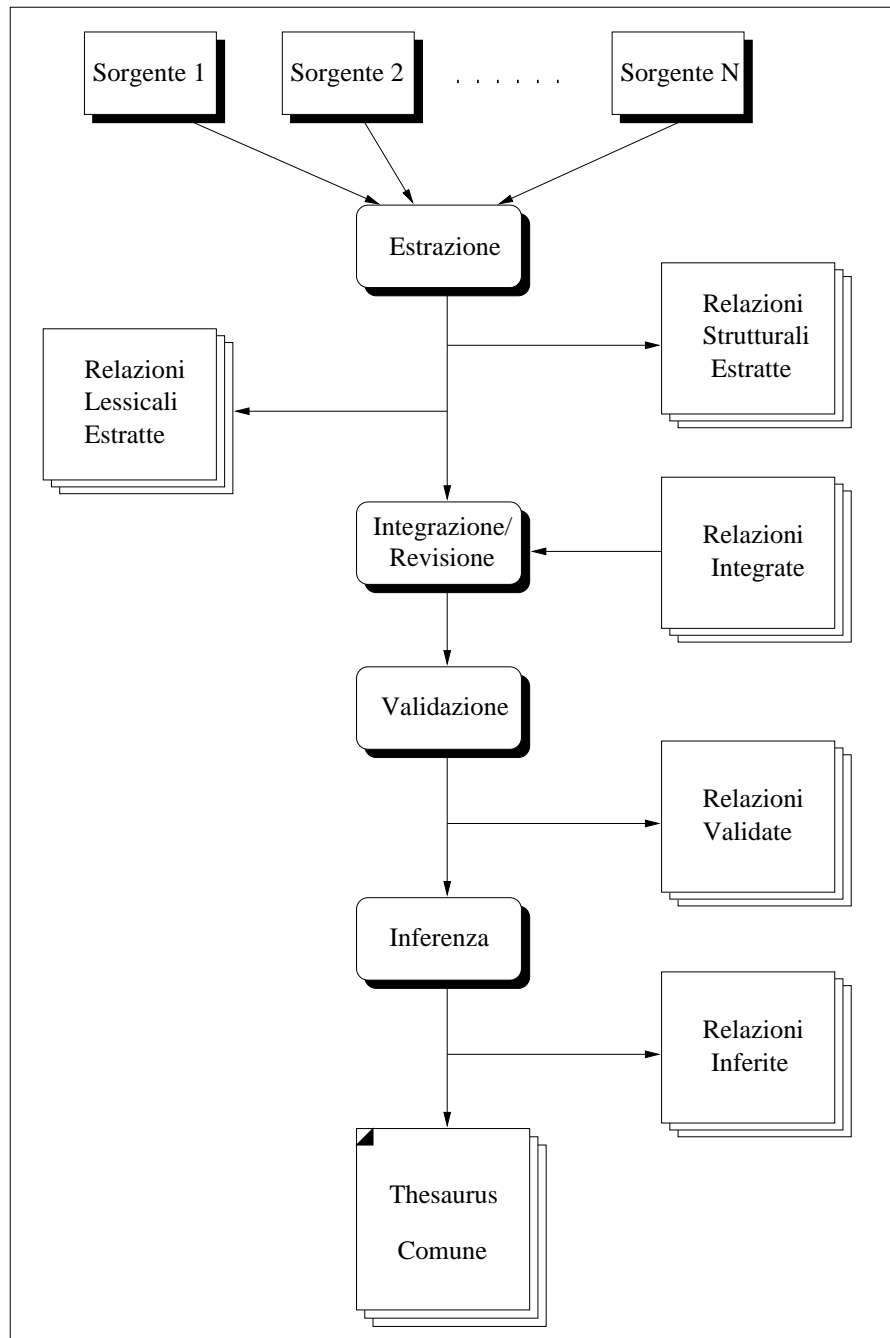 Sorgente 1
Sorgente 2
. . . . . .
Sorgente N
Estrazione
Relazioni
Strutturali
Estratte
Relazioni
Lessicali
Estratte
Integrazione/
Revisione
Relazioni
Integrate
Validazione
Relazioni
Validate
Inferenza
Relazioni
Inferite
Thesaurus
Comune